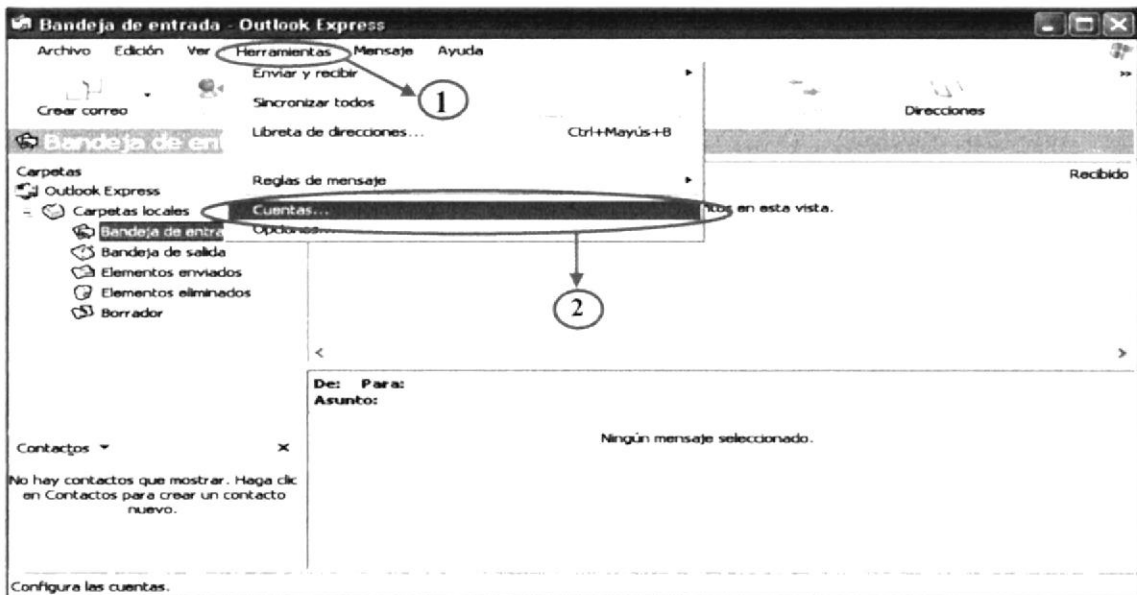 Bandeja de entrada - Outlook Express
Archivo Edición Ver Herramientas Mensaje Ayuda
Enviar y recibir
1
Crear correo
Sincronizar todos
Direcciones
Bandeja de en
Libreta de direcciones... Ctrl+Mayús+B
Carpetas
Reglas de mensaje
Recibido
Outlook Express
Carpetas locales
Cuentas...
en esta vista.
Bandeja de entra
Opciones...
Bandeja de salida
Elementos enviados
Elementos eliminados
2
Borrador
De: Para:
Asunto:
Ningún mensaje seleccionado.
Contactos
No hay contactos que mostrar. Haga clic
en Contactos para crear un contacto
nuevo.
Configura las cuentas.